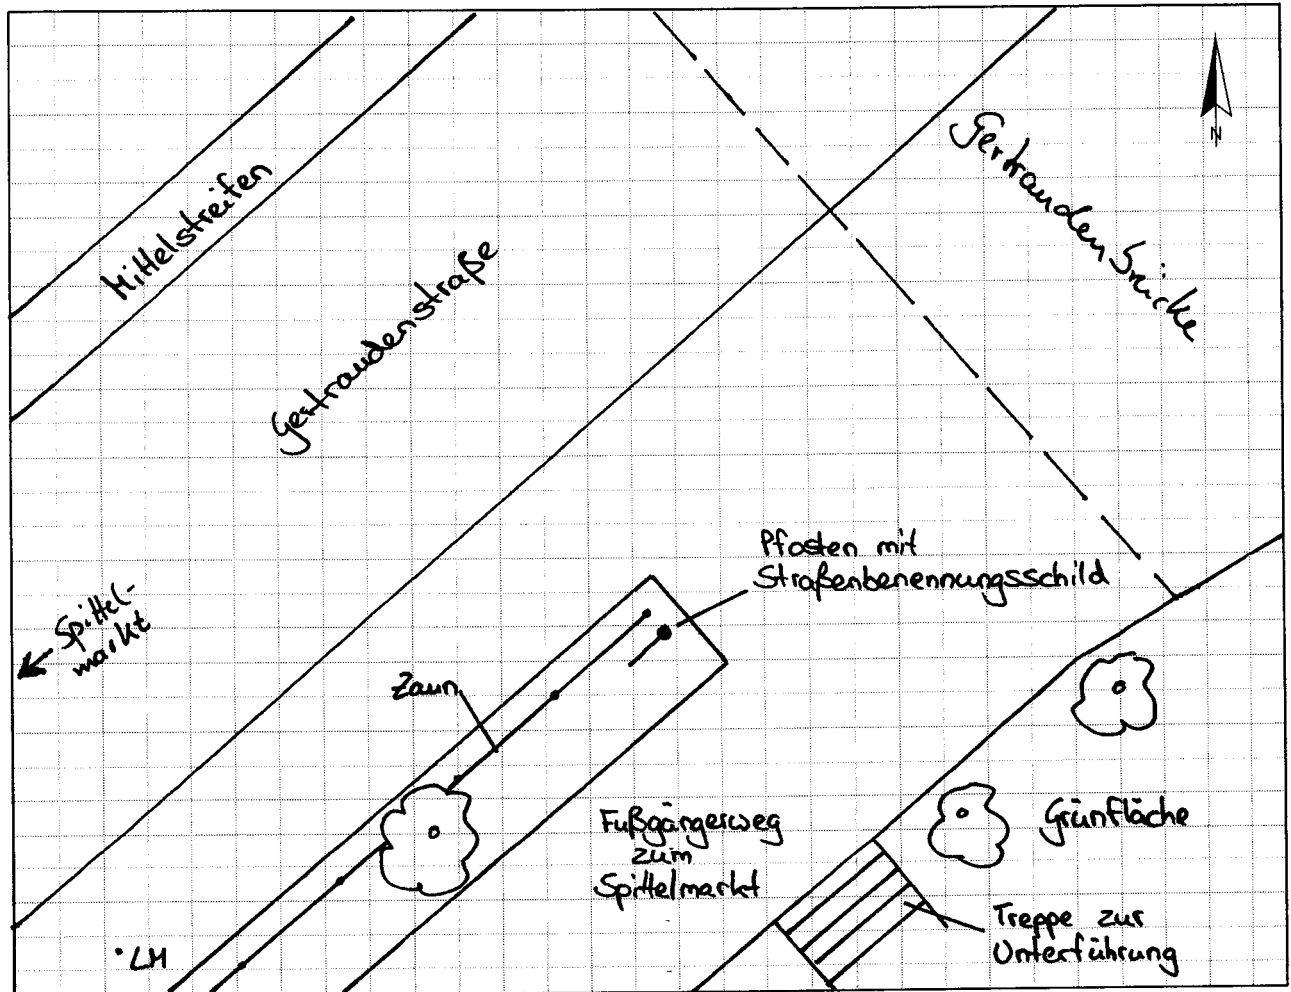 N
Gertraudenbrücke
Mittelstreifen
Gertraudenstraße
Pfosten mit
Straßenbenennungsschild
Spittel-
markt
Zaun
Fußgängerweg
zum
Spittelmarkt
Grünfläche
Treppe zur
Unterführung
LM